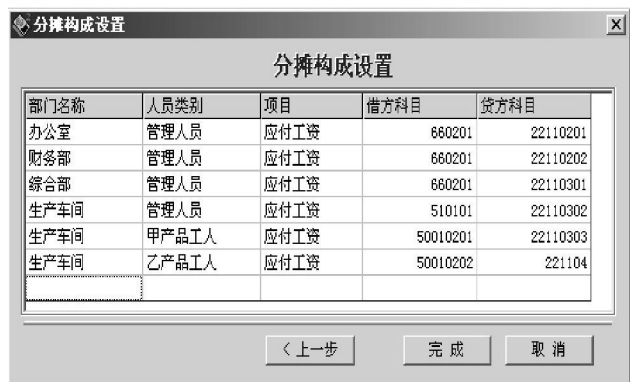 分摊构成设置
分摊构成设置
部门名称 人员类别 项目 借方科目 贷方科目
办公室 管理人员 应付工资 660201 22110201
财务部 管理人员 应付工资 660201 22110202
综合部 管理人员 应付工资 660201 22110301
生产车间 管理人员 应付工资 510101 22110302
生产车间 甲产品工人 应付工资 50010201 22110303
生产车间 乙产品工人 应付工资 50010202 221104
〈上一步 完成 取消